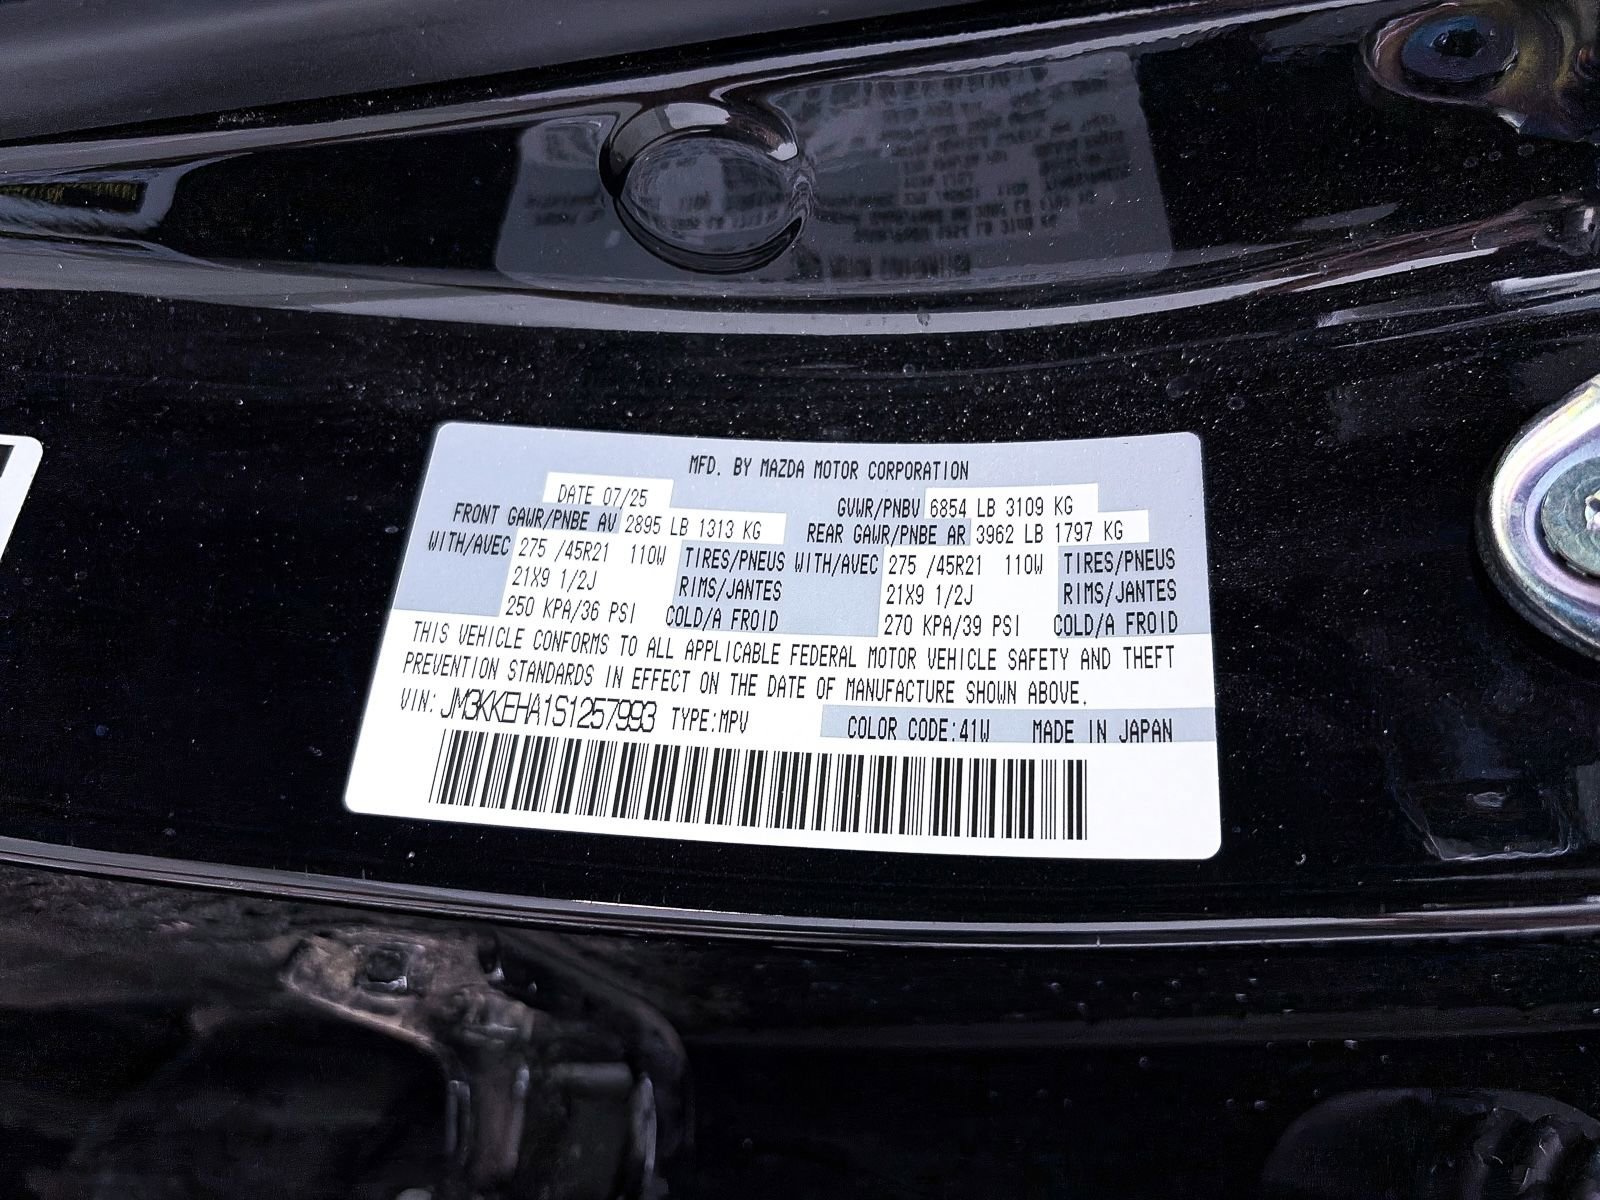 MFD. BY MAZDA MOTOR CORPORATION
DATE 07/25 GVWR/PNBV 6854 LB 3109 KG
FRONT GAWR/PNBE AV 2895 LB 1313 KG REAR GAWR/PNBE AR 3962 LB 1797 KG
WITH/AVEC 275 /45R21 110W TIRES/PNEUS WITH/AVEC 275 /45R21 110W TIRES/PNEUS
21X9 1/2J RIMS/JANTES 21X9 1/2J RIMS/JANTES
250 KPA/36 PSI COLD/A FROID 270 KPA/39 PSI COLD/A FROID
THIS VEHICLE CONFORMS TO ALL APPLICABLE FEDERAL MOTOR VEHICLE SAFETY AND THEFT
PREVENTION STANDARDS IN EFFECT ON THE DATE OF MANUFACTURE SHOWN ABOVE.
VIN: JM3KKEHA1S1257993 TYPE:MPV COLOR CODE:41W MADE IN JAPAN